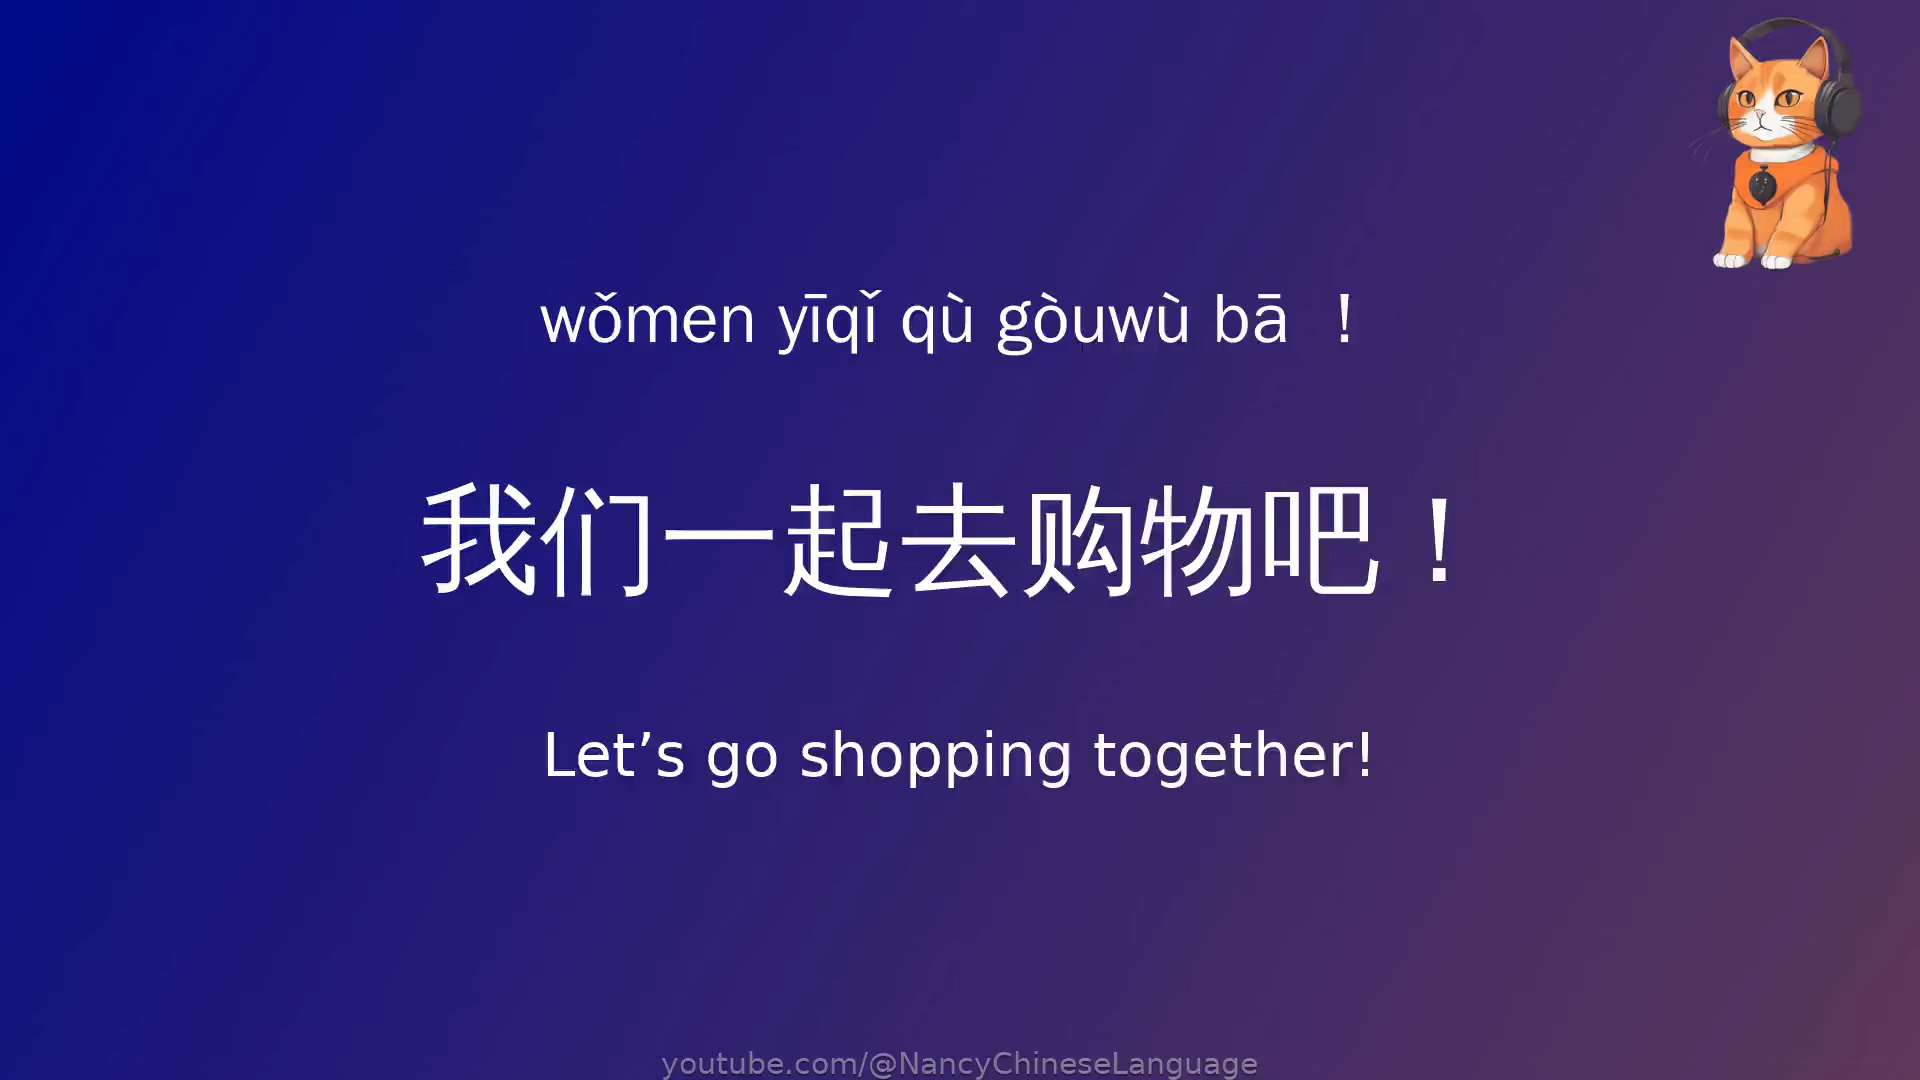 wǒmen yīqǐ qù gòuwù bā ！
我们一起去购物吧！
Let’s go shopping together!
youtube.com/@NancyChineseLanguage